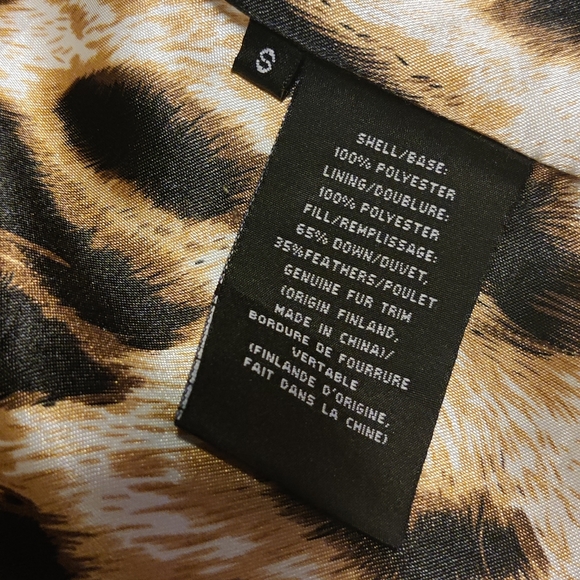 S
SHELL/BASE:
100% POLYESTER
LINING/DOUBLURE:
100% POLYESTER
FILL/REMPLISSAGE:
65% DOWN/DUVET,
35%FEATHERS/POULET
GENUINE FUR TRIM
(ORIGIN FINLAND,
MADE IN CHINA)/
BORDURE DE FOURRURE
VERTABLE
(FINLANDE D'ORIGINE,
FAIT DANS LA CHINE)